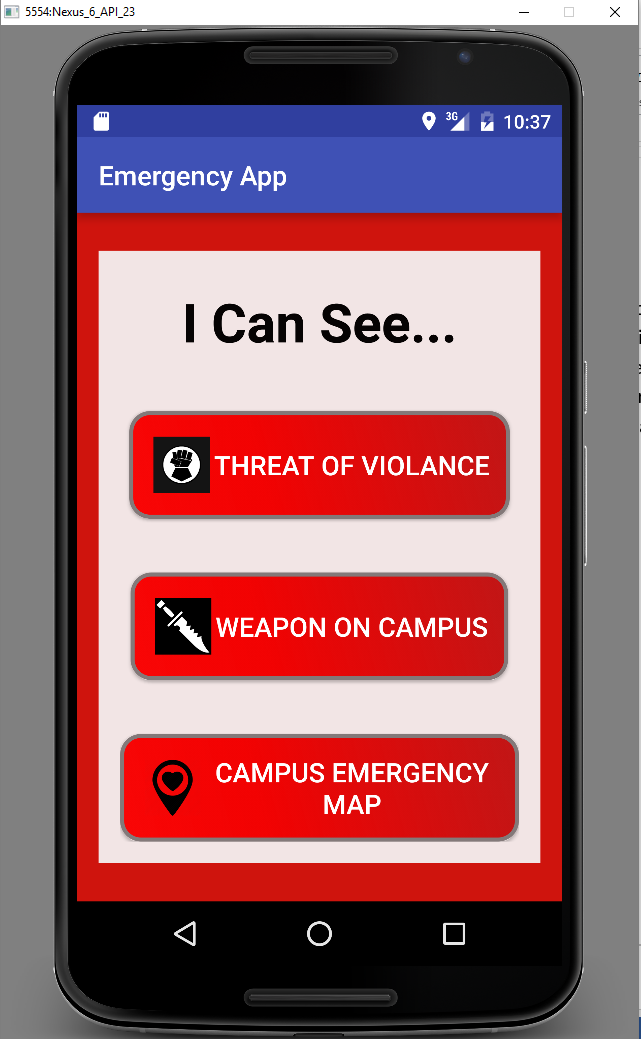 5554:Nexus_6_API_23
3G 10:37
Emergency App
I Can See...
THREAT OF VIOLANCE
WEAPON ON CAMPUS
CAMPUS EMERGENCY
MAP